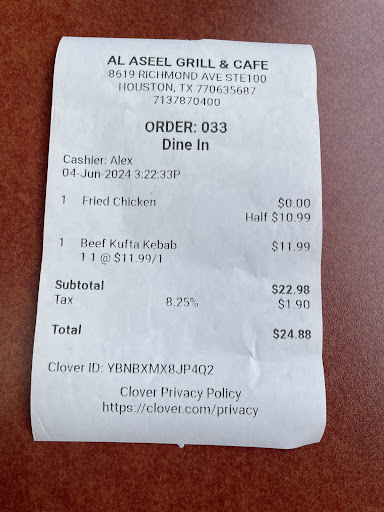 AL ASEEL GRILL & CAFE
8619 RICHMOND AVE STE100
HOUSTON, TX 770635687
7137870400
ORDER: 033
Dine In
Cashier: Alex
04-Jun-2024 3:22:33P
1 Fried Chicken $0.00
Half $10.99
1 Beef Kufta Kebab $11.99
1 1 @ $11.99/1
Subtotal $22.98
Tax 8.25% $1.90
Total $24.88
Clover ID: YBNBXMX8JP4Q2
Clover Privacy Policy
https://clover.com/privacy